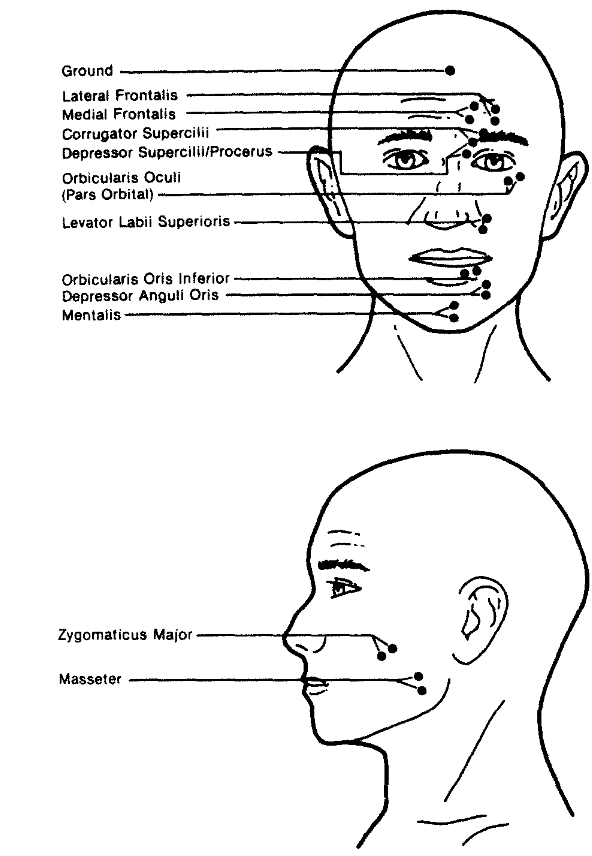 Ground
Lateral Frontalis
Medial Frontalis
Corrugator Supercilii
Depressor Supercilii/Procerus
Orbicularis Oculi
(Pars Orbital)
Levator Labii Superioris
Orbicularis Oris Inferior
Depressor Anguli Oris
Mentalis
Zygomaticus Major
Masseter